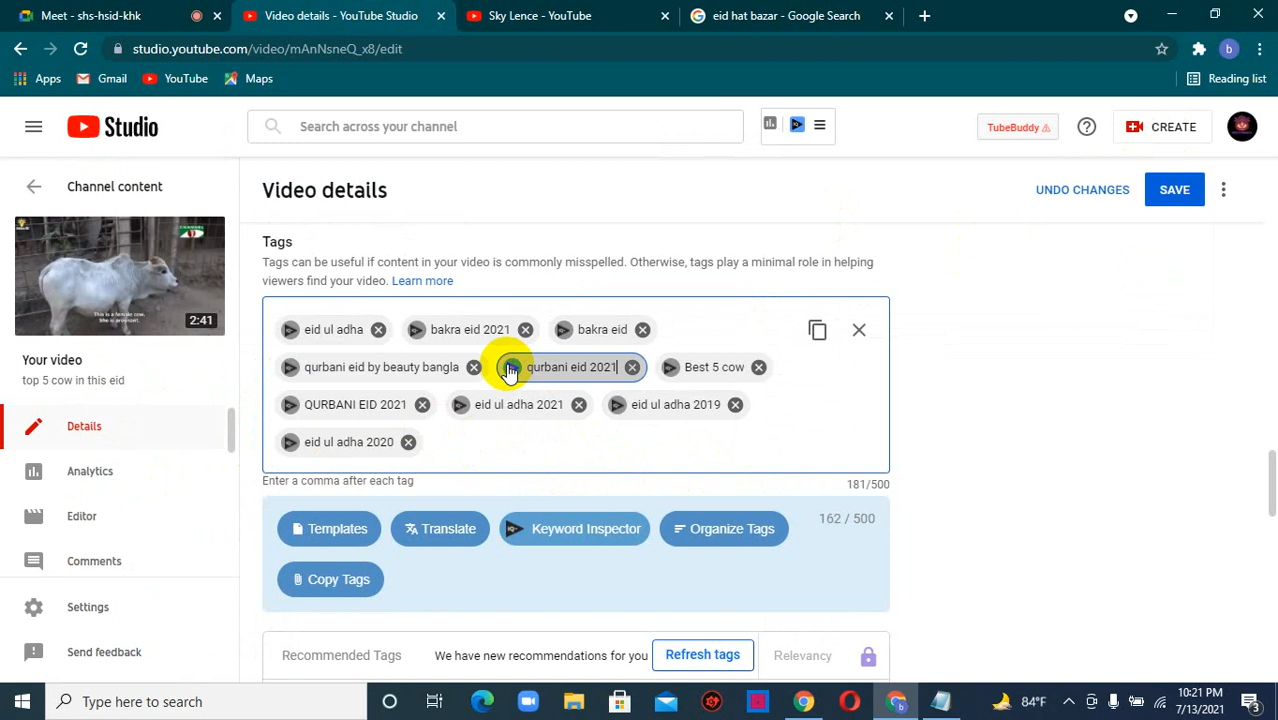 Meet - shs-hsid-khk
Video details - YouTube Studio
Sky Lence - YouTube
eid hat bazar - Google Search
studio.youtube.com/video/mAnNsneQ_x8/edit
b
Apps
Gmail
YouTube
Maps
Reading list
Studio
Search across your channel
TubeBuddy
CREATE
Channel content
Video details
UNDO CHANGES
SAVE
This is a female cow.
2:41
Your video
top 5 cow in this eid
Details
Analytics
Editor
Comments
Settings
Send feedback
Tags
Tags can be useful if content in your video is commonly misspelled. Otherwise, tags play a minimal role in helping
viewers find your video. Learn more
eid ul adha
bakra eid 2021
bakra eid
qurbani eid by beauty bangla
qurbani eid 2021
Best 5 cow
QURBANI EID 2021
eid ul adha 2021
eid ul adha 2019
eid ul adha 2020
Enter a comma after each tag
181/500
Templates
Translate
Keyword Inspector
Organize Tags
162 / 500
Copy Tags
Recommended Tags
We have new recommendations for you
Refresh tags
Relevancy
Type here to search
84°F
10:21 PM
7/13/2021
3